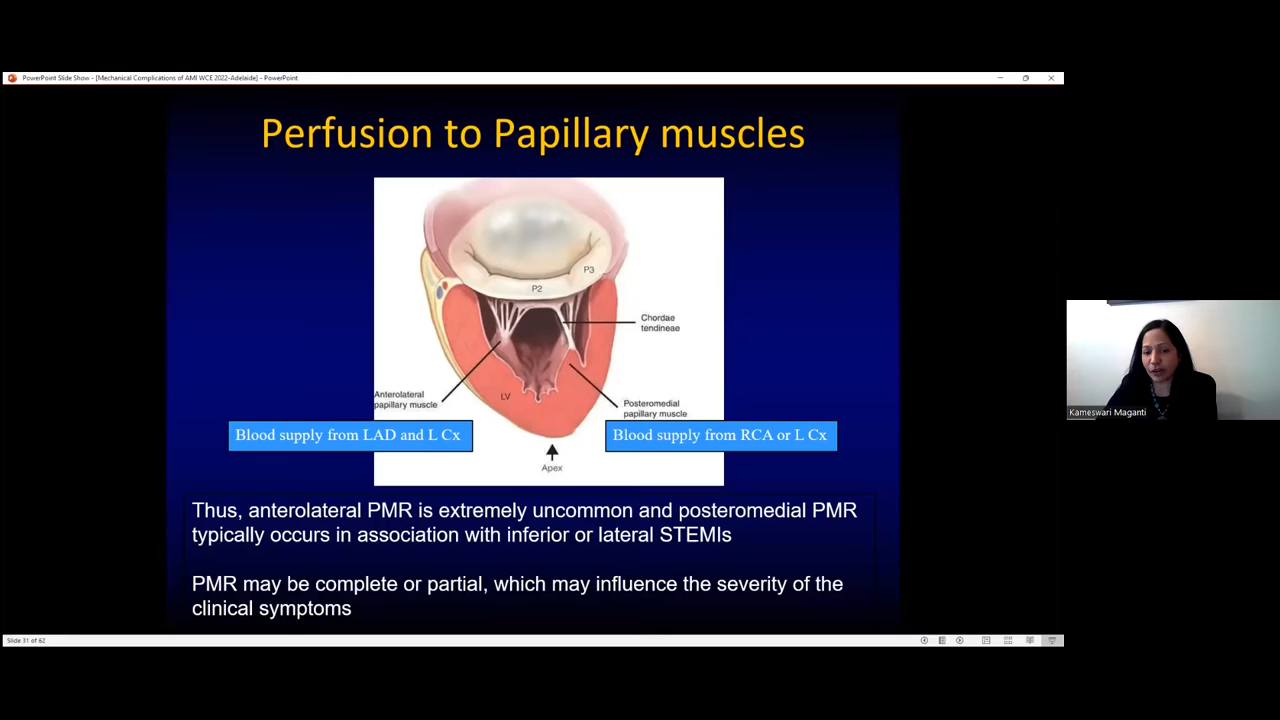 PowerPoint Slide Show - [Mechanical Complications of AMI WCE 2022-Adelaide] - PowerPoint
Perfusion to Papillary muscles
P3
P2
Chordae
tendineae
Anterolateral
papillary muscle
LV
Posteromedial
papillary muscle
Blood supply from LAD and L Cx
Blood supply from RCA or L Cx
Apex
Thus, anterolateral PMR is extremely uncommon and posteromedial PMR
typically occurs in association with inferior or lateral STEMIs
PMR may be complete or partial, which may influence the severity of the
clinical symptoms
Kameswari Maganti
Slide 31 of 62